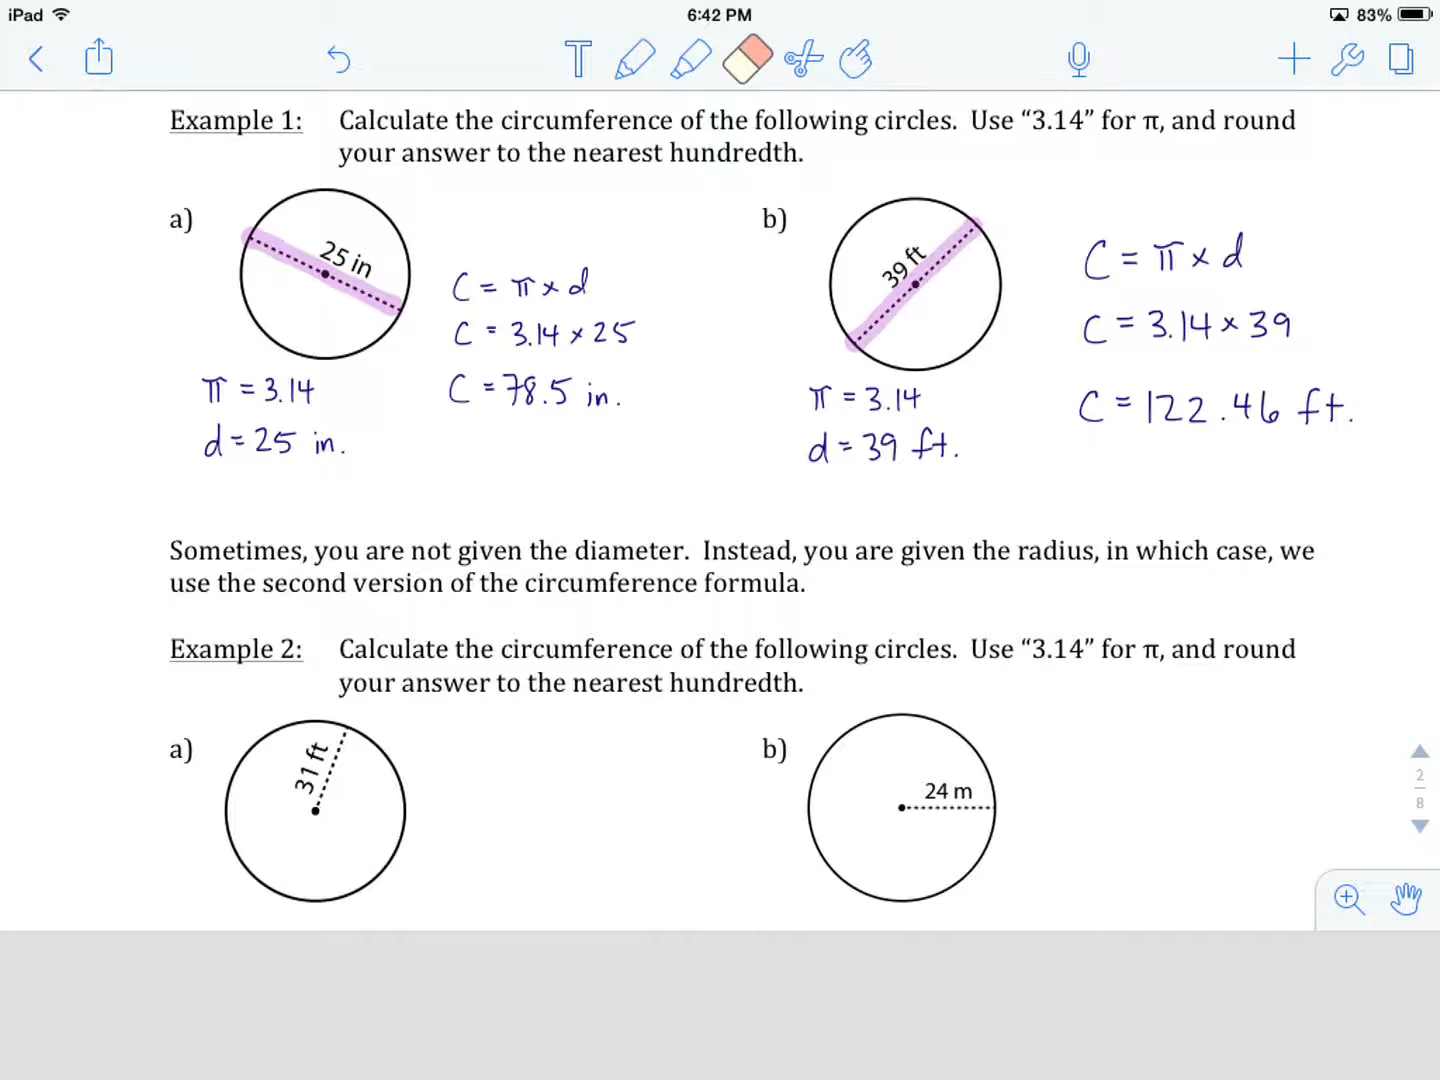 iPad
6:42 PM
83%
Example 1: Calculate the circumference of the following circles. Use “3.14” for π, and round
your answer to the nearest hundredth.
a)
25 in
C = π × d
C = 3.14 × 25
C = 78.5 in.
π = 3.14
d = 25 in.
b)
39 ft
C = π × d
C = 3.14 × 39
C = 122.46 ft.
π = 3.14
d = 39 ft.
Sometimes, you are not given the diameter. Instead, you are given the radius, in which case, we
use the second version of the circumference formula.
Example 2: Calculate the circumference of the following circles. Use “3.14” for π, and round
your answer to the nearest hundredth.
a)
31 ft
b)
24 m
2
8